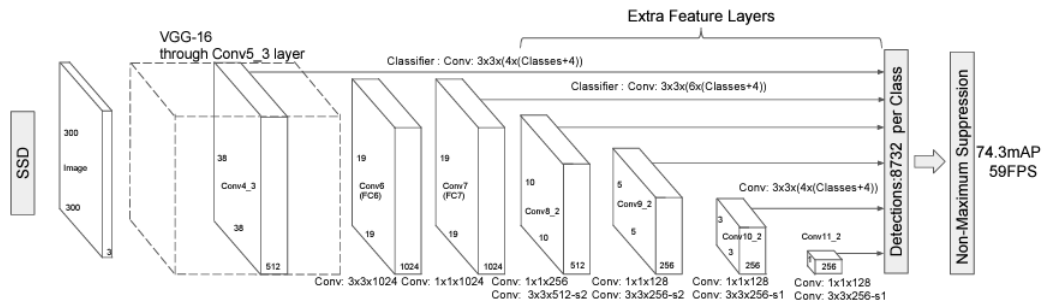 Extra Feature Layers
VGG-16
through Conv5_3 layer
Classifier : Conv: 3x3x(4x(Classes+4))
Classifier : Conv: 3x3x(6x(Classes+4))
SSD
300
Image
300
3
38
Conv4_3
38
512
19
Conv6
(FC6)
19
1024
19
Conv7
(FC7)
19
1024
10
Conv8_2
10
512
5
Conv9_2
5
256
Conv: 3x3x(4x(Classes+4))
3
Conv10_2
3
256
Conv11_2
1
256
Detections:8732 per Class
Non-Maximum Suppression
74.3mAP
59FPS
Conv: 3x3x1024
Conv: 1x1x1024
Conv: 1x1x256
Conv: 3x3x512-s2
Conv: 1x1x128
Conv: 3x3x256-s2
Conv: 1x1x128
Conv: 3x3x256-s1
Conv: 1x1x128
Conv: 3x3x256-s1